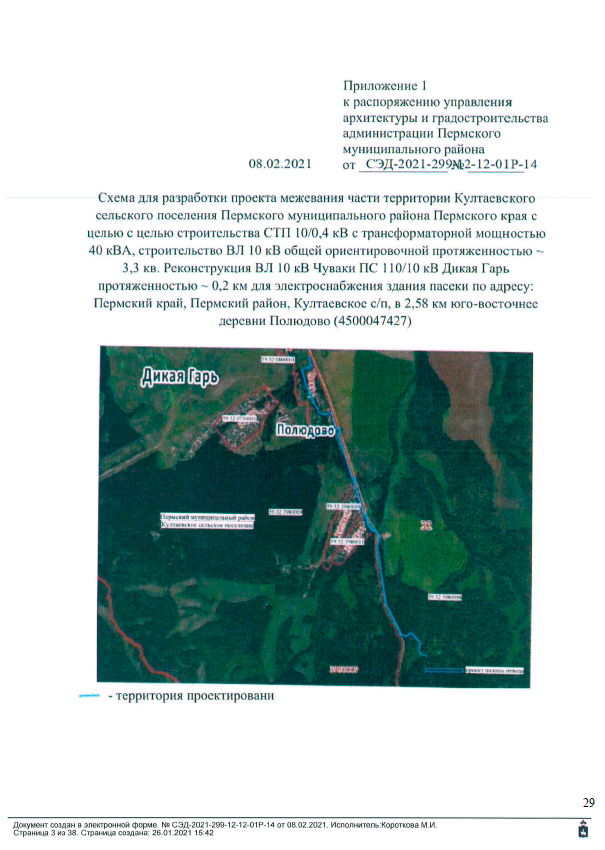 Приложение 1
к распоряжению управления
архитектуры и градостроительства
администрации Пермского
муниципального района
08.02.2021 от СЭД-2021-299-12-12-01Р-14
Схема для разработки проекта межевания части территории Култаевского
сельского поселения Пермского муниципального района Пермского края с
целью с целью строительства СТП 10/0,4 кВ с трансформаторной мощностью
40 кВА, строительство ВЛ 10 кВ общей ориентировочной протяженностью ~
3,3 кв. Реконструкция ВЛ 10 кВ Чуваки ПС 110/10 кВ Дикая Гарь
протяженностью ~ 0,2 км для электроснабжения здания пасеки по адресу:
Пермский край, Пермский район, Култаевское с/п, в 2,58 км юго-восточнее
деревни Полюдово (4500047427)
Дикая Гарь
Полюдово
Пермский муниципальный район
Култаевское сельское поселение
32
проект полосы отвода
- территория проектировани
29
Документ создан в электронной форме. № СЭД-2021-299-12-12-01Р-14 от 08.02.2021. Исполнитель:Короткова М.И.
Страница 3 из 38. Страница создана: 26.01.2021 15:42